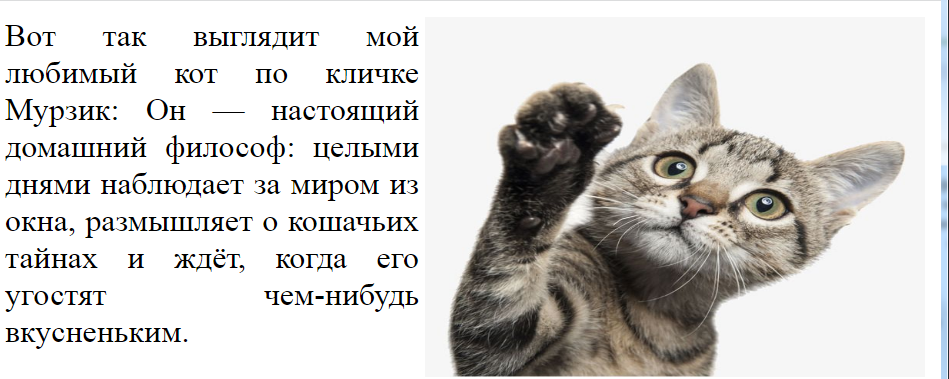 Вот так выглядит мой
любимый кот по кличке
Мурзик: Он — настоящий
домашний философ: целыми
днями наблюдает за миром из
окна, размышляет о кошачьих
тайнах и ждёт, когда его
угостят чем-нибудь
вкусненьким.